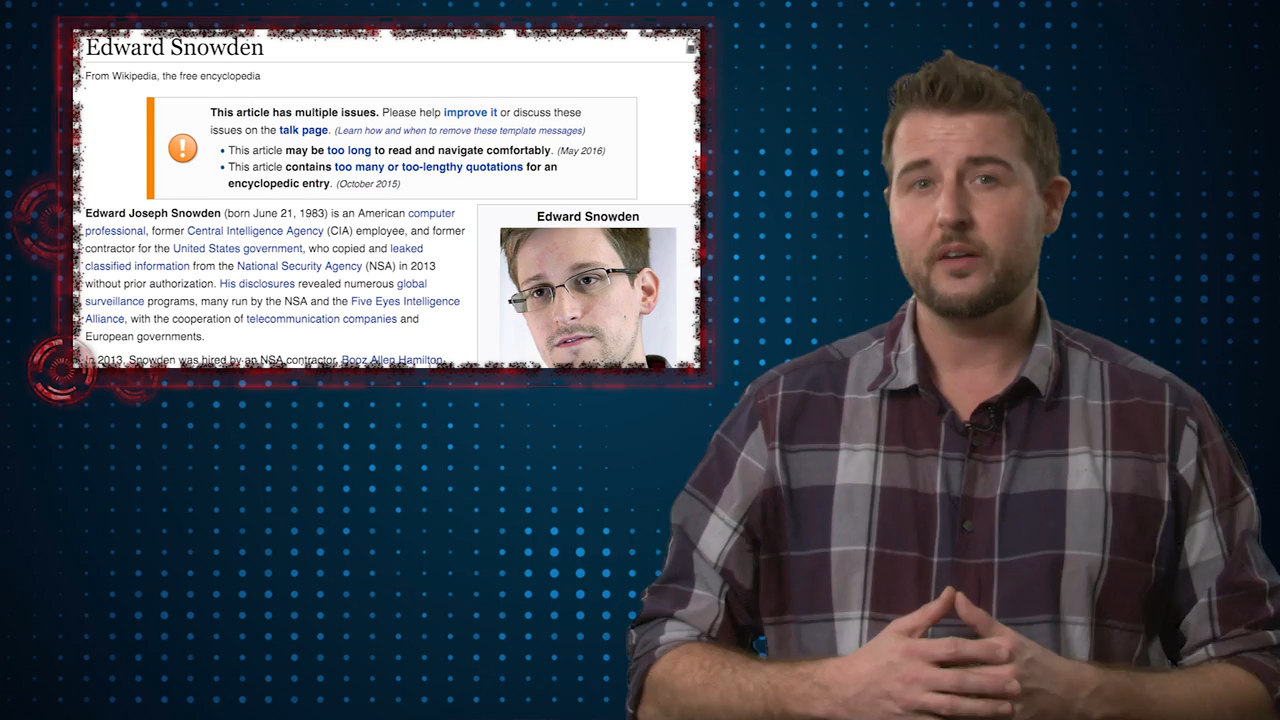 Edward Snowden
From Wikipedia, the free encyclopedia
This article has multiple issues. Please help improve it or discuss these
issues on the talk page. (Learn how and when to remove these template messages)
• This article may be too long to read and navigate comfortably. (May 2016)
• This article contains too many or too-lengthy quotations for an
encyclopedic entry. (October 2015)
Edward Joseph Snowden (born June 21, 1983) is an American computer
professional, former Central Intelligence Agency (CIA) employee, and former
contractor for the United States government, who copied and leaked
classified information from the National Security Agency (NSA) in 2013
without prior authorization. His disclosures revealed numerous global
surveillance programs, many run by the NSA and the Five Eyes Intelligence
Alliance, with the cooperation of telecommunication companies and
European governments.
In 2013, Snowden was hired by an NSA contractor, Booz Allen Hamilton,
Edward Snowden